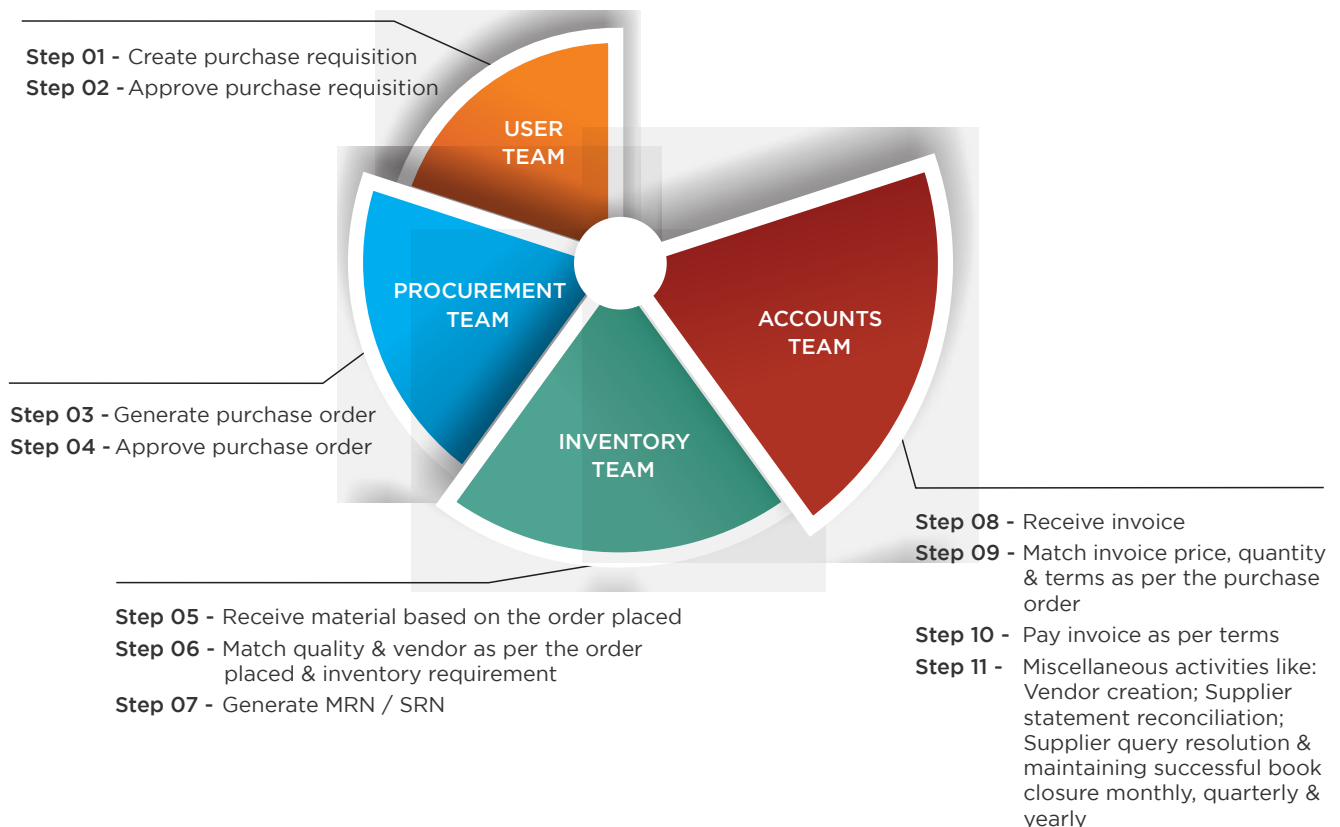 Step 01 - Create purchase requisition
Step 02 - Approve purchase requisition
USER
TEAM
PROCUREMENT
TEAM
ACCOUNTS
TEAM
Step 03 - Generate purchase order
Step 04 - Approve purchase order
INVENTORY
TEAM
Step 05 - Receive material based on the order placed
Step 06 - Match quality & vendor as per the order
placed & inventory requirement
Step 07 - Generate MRN / SRN
Step 08 - Receive invoice
Step 09 - Match invoice price, quantity
& terms as per the purchase
order
Step 10 - Pay invoice as per terms
Step 11 - Miscellaneous activities like:
Vendor creation; Supplier
statement reconciliation;
Supplier query resolution &
maintaining successful book
closure monthly, quarterly &
yearly